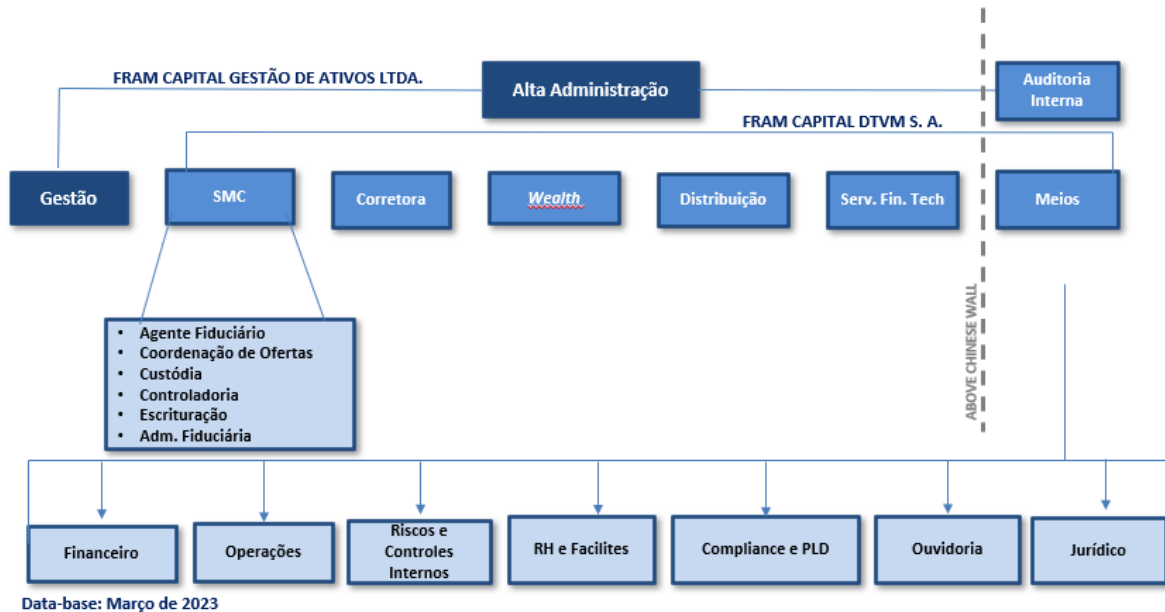 FRAM CAPITAL GESTÃO DE ATIVOS LTDA.
Alta Administração
Auditoria
Interna
FRAM CAPITAL DTVM S. A.
Gestão
SMC
Corretora
Wealth
Distribuição
Serv. Fin. Tech
Meios
ABOVE CHINESE WALL
• Agente Fiduciário
• Coordenação de Ofertas
• Custódia
• Controladoria
• Escrituração
• Adm. Fiduciária
Financeiro
Operações
Riscos e
Controles
Internos
RH e Facilites
Compliance e PLD
Ouvidoria
Jurídico
Data-base: Março de 2023